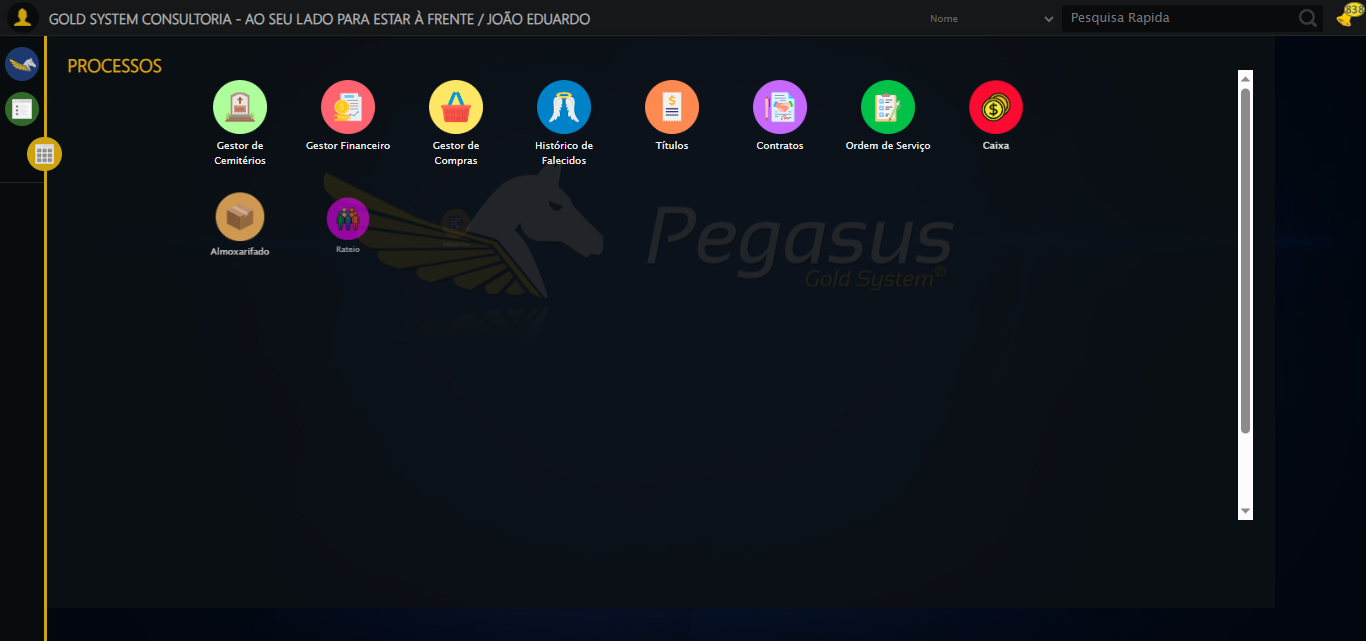 GOLD SYSTEM CONSULTORIA - AO SEU LADO PARA ESTAR À FRENTE / JOÃO EDUARDO
Nome
Pesquisa Rapida
838
PROCESSOS
Gestor de
Cemitérios
Gestor Financeiro
Gestor de
Compras
Histórico de
Falecidos
Títulos
Contratos
Ordem de Serviço
Caixa
Almoxarifado
Rateio
Pegasus
Gold System®